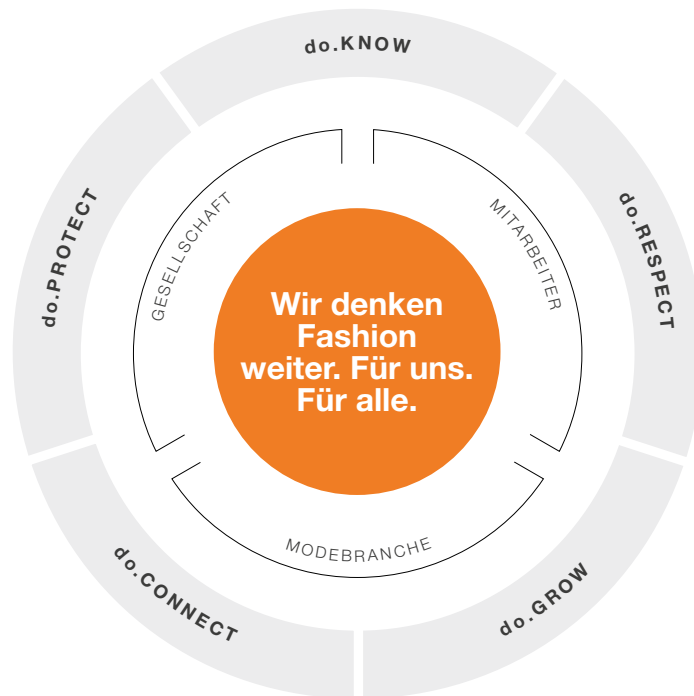 do.KNOW
do.RESPECT
do.GROW
do.CONNECT
do.PROTECT
GESELLSCHAFT
MITARBEITER
MODEBRANCHE
Wir denken
Fashion
weiter. Für uns.
Für alle.